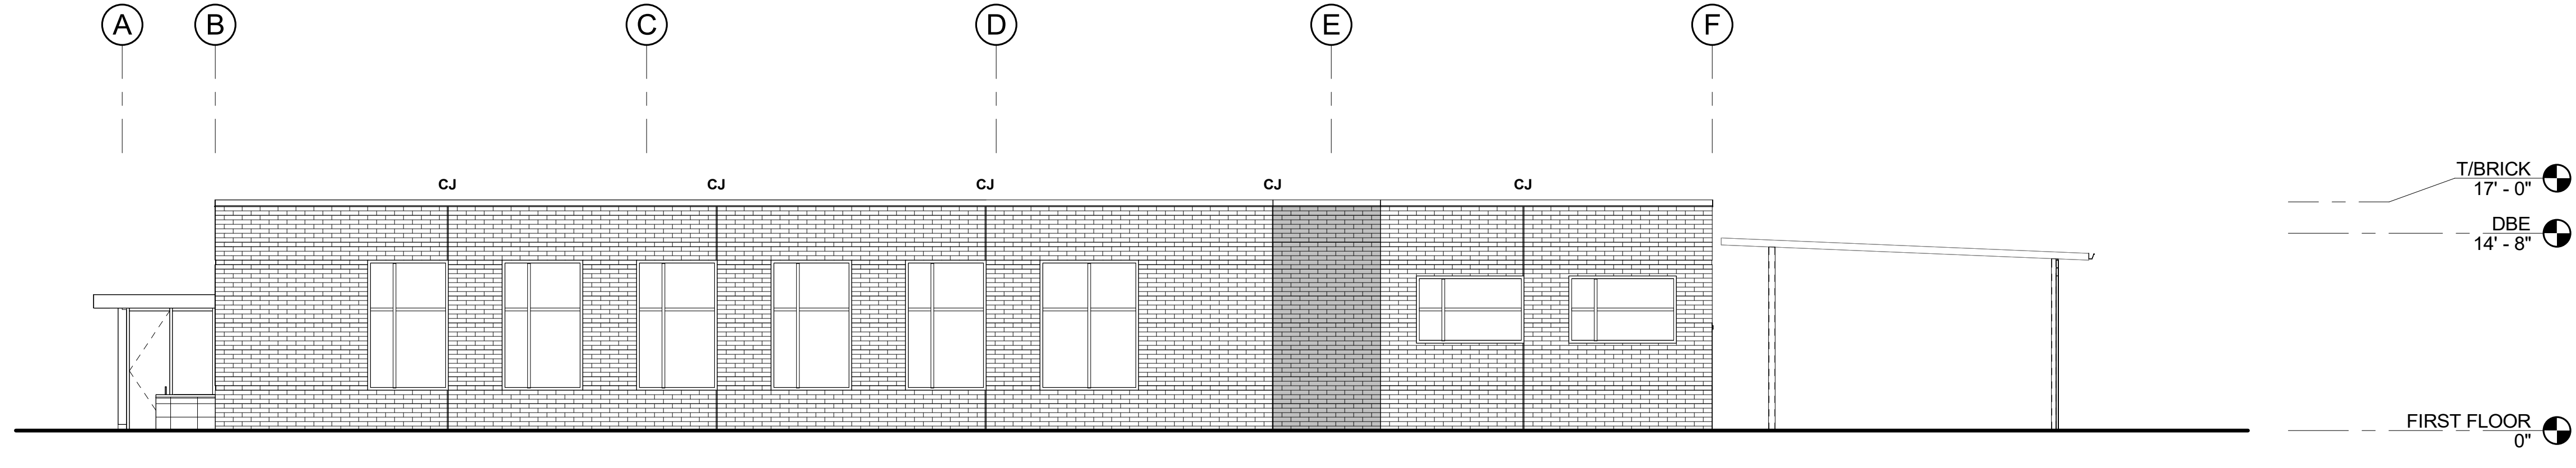 A B C D E F
CJ CJ CJ CJ CJ
T/BRICK
17' - 0"
DBE
14' - 8"
FIRST FLOOR
0"